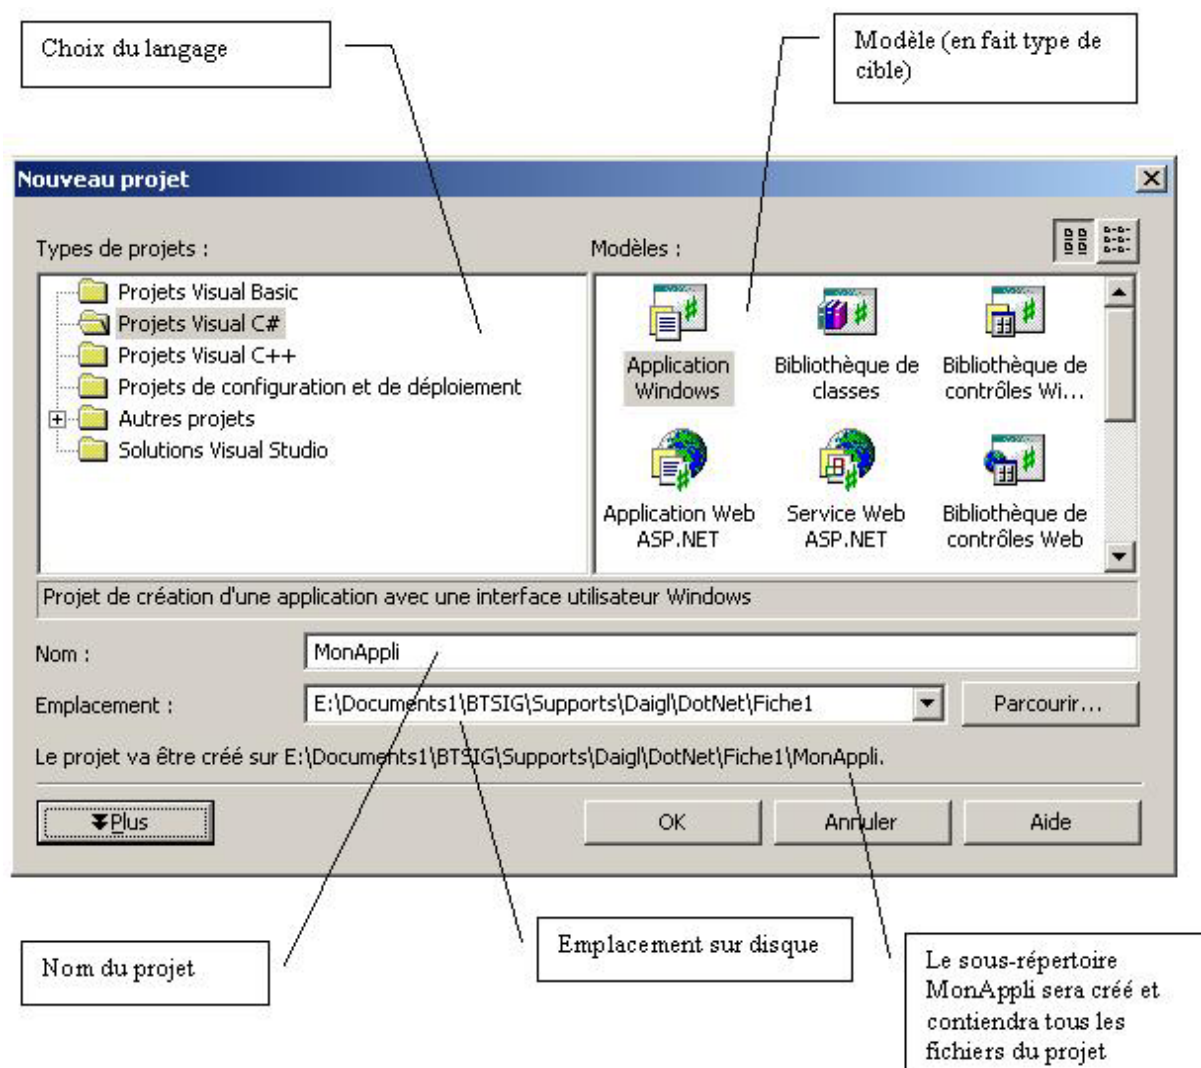 Choix du langage
Modèle (en fait type de
cible)
Nouveau projet
Types de projets :
Modèles :
Projets Visual Basic
Projets Visual C#
Projets Visual C++
Projets de configuration et de déploiement
Autres projets
Solutions Visual Studio
Application
Windows
Bibliothèque de
classes
Bibliothèque de
contrôles Wi...
Application Web
ASP.NET
Service Web
ASP.NET
Bibliothèque de
contrôles Web
Projet de création d'une application avec une interface utilisateur Windows
Nom :
MonAppli
Emplacement :
E:\Documents1\BTSIG\Supports\Daigl\DotNet\Fiche1
Parcourir...
Le projet va être créé sur E:\Documents1\BTSIG\Supports\Daigl\DotNet\Fiche1\MonAppli.
Plus
OK
Annuler
Aide
Nom du projet
Emplacement sur disque
Le sous-répertoire
MonAppli sera créé et
contiendra tous les
fichiers du projet